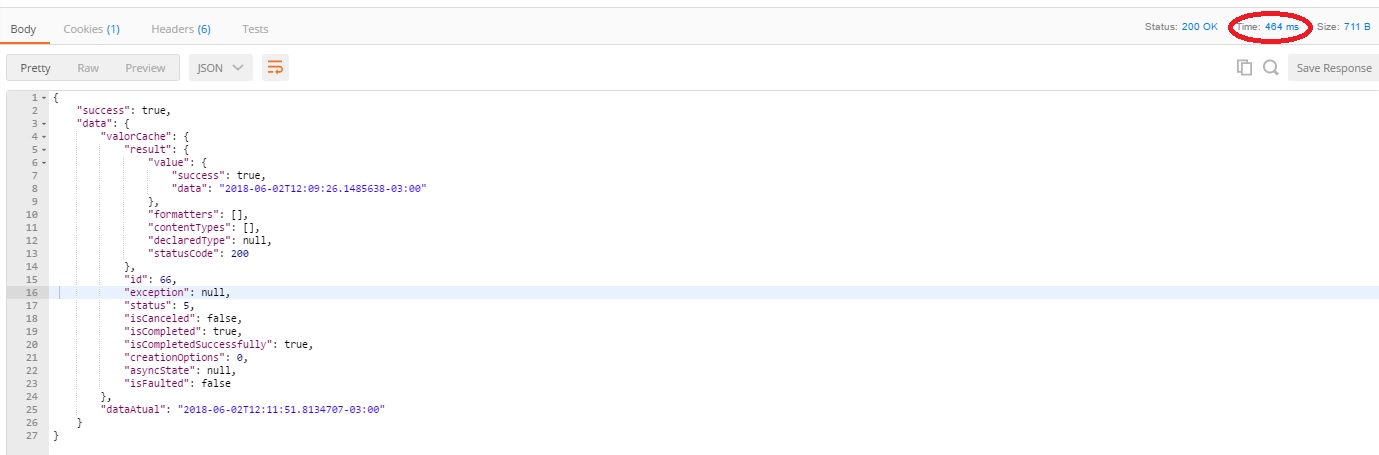 Body Cookies (1) Headers (6) Tests Status: 200 OK Time: 464 ms Size: 711 B
Pretty Raw Preview JSON Save Response
1 {
2 "success": true,
3 "data": {
4 "valorCache": {
5 "result": {
6 "value": {
7 "success": true,
8 "data": "2018-06-02T12:09:26.1485638-03:00"
9 },
10 "formatters": [],
11 "contentTypes": [],
12 "declaredType": null,
13 "statusCode": 200
14 },
15 "id": 66,
16 "exception": null,
17 "status": 5,
18 "isCanceled": false,
19 "isCompleted": true,
20 "isCompletedSuccessfully": true,
21 "creationOptions": 0,
22 "asyncState": null,
23 "isFaulted": false
24 },
25 "dataAtual": "2018-06-02T12:11:51.8134707-03:00"
26 }
27 }